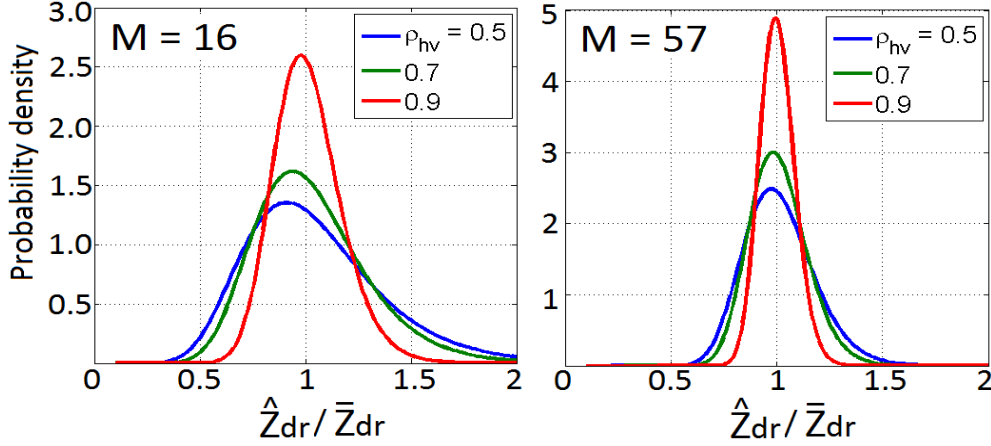 M = 16
ρhv = 0.5
0.7
0.9
Probability density
3.0
2.5
2.0
1.5
1.0
0.5
0 0.5 1 1.5 2
Ẑdr / Z̄dr
M = 57
ρhv = 0.5
0.7
0.9
5
4
3
2
1
0 0.5 1 1.5 2
Ẑdr / Z̄dr